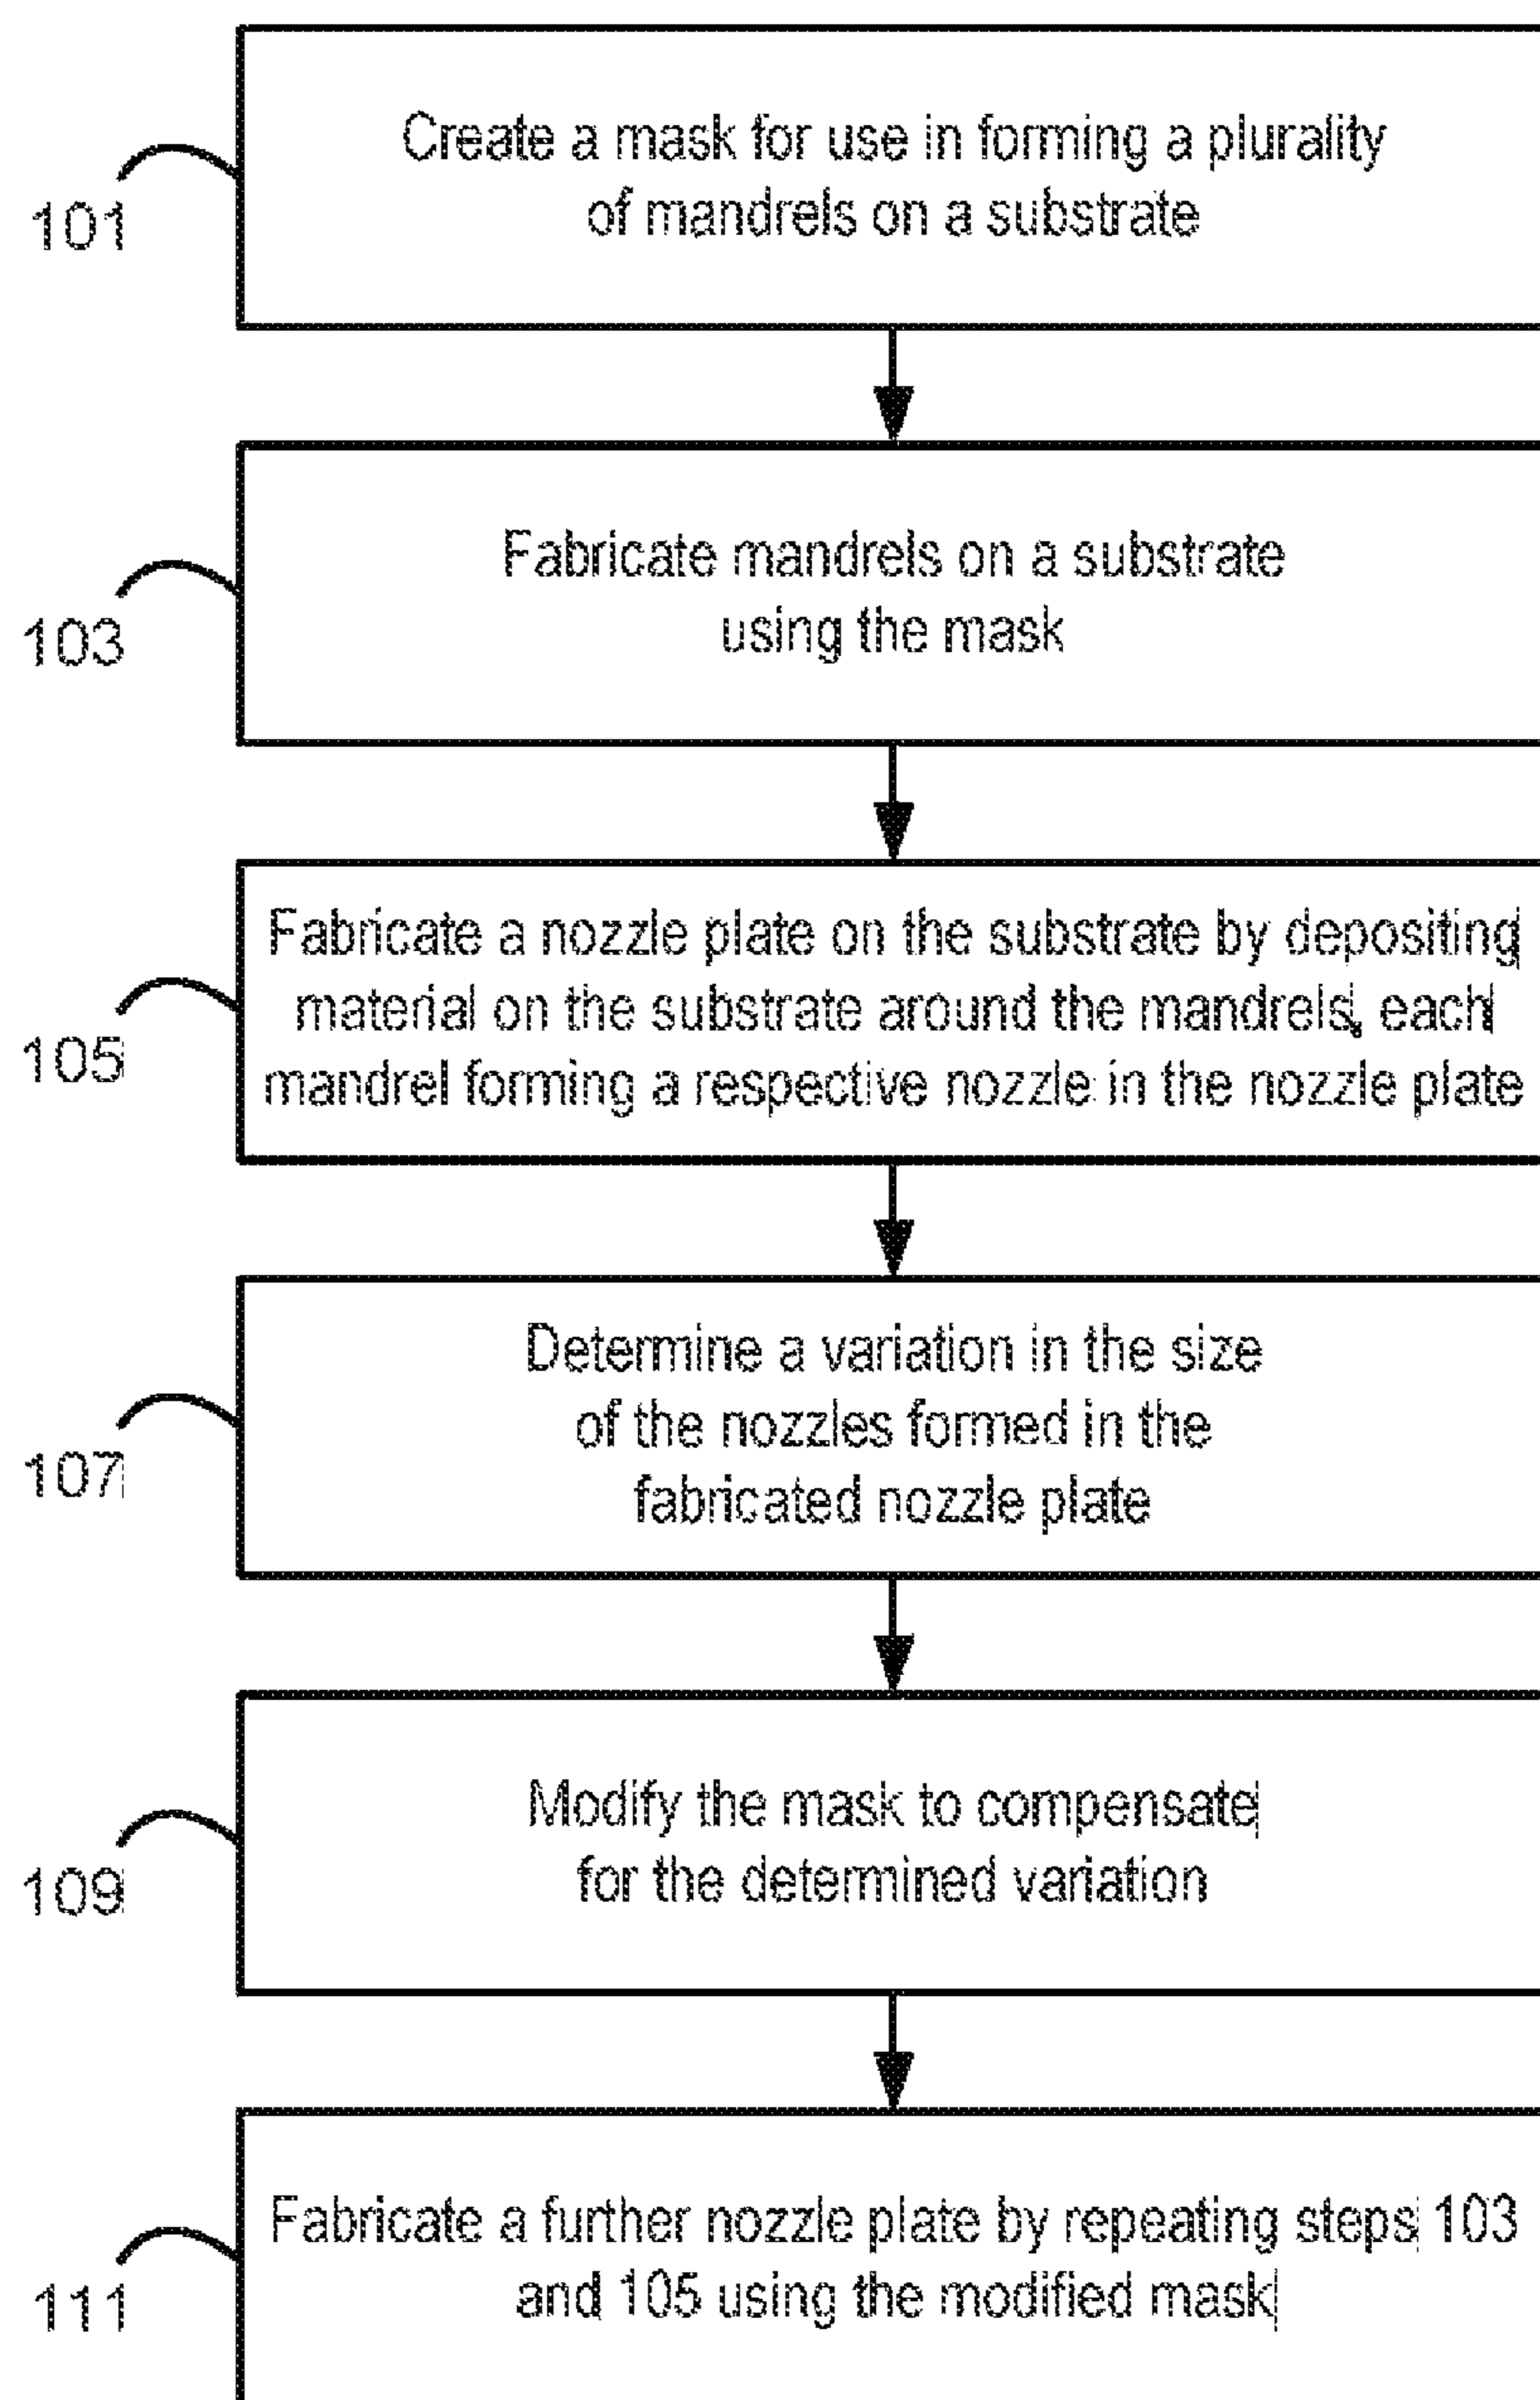 Create a mask for use in forming a plurality
of mandrels on a substrate
101
Fabricate mandrels on a substrate
using the mask
103
Fabricate a nozzle plate on the substrate by depositing
material on the substrate around the mandrels, each
mandrel forming a respective nozzle in the nozzle plate
105
Determine a variation in the size
of the nozzles formed in the
fabricated nozzle plate
107
Modify the mask to compensate
for the determined variation
109
Fabricate a further nozzle plate by repeating steps 103
and 105 using the modified mask
111